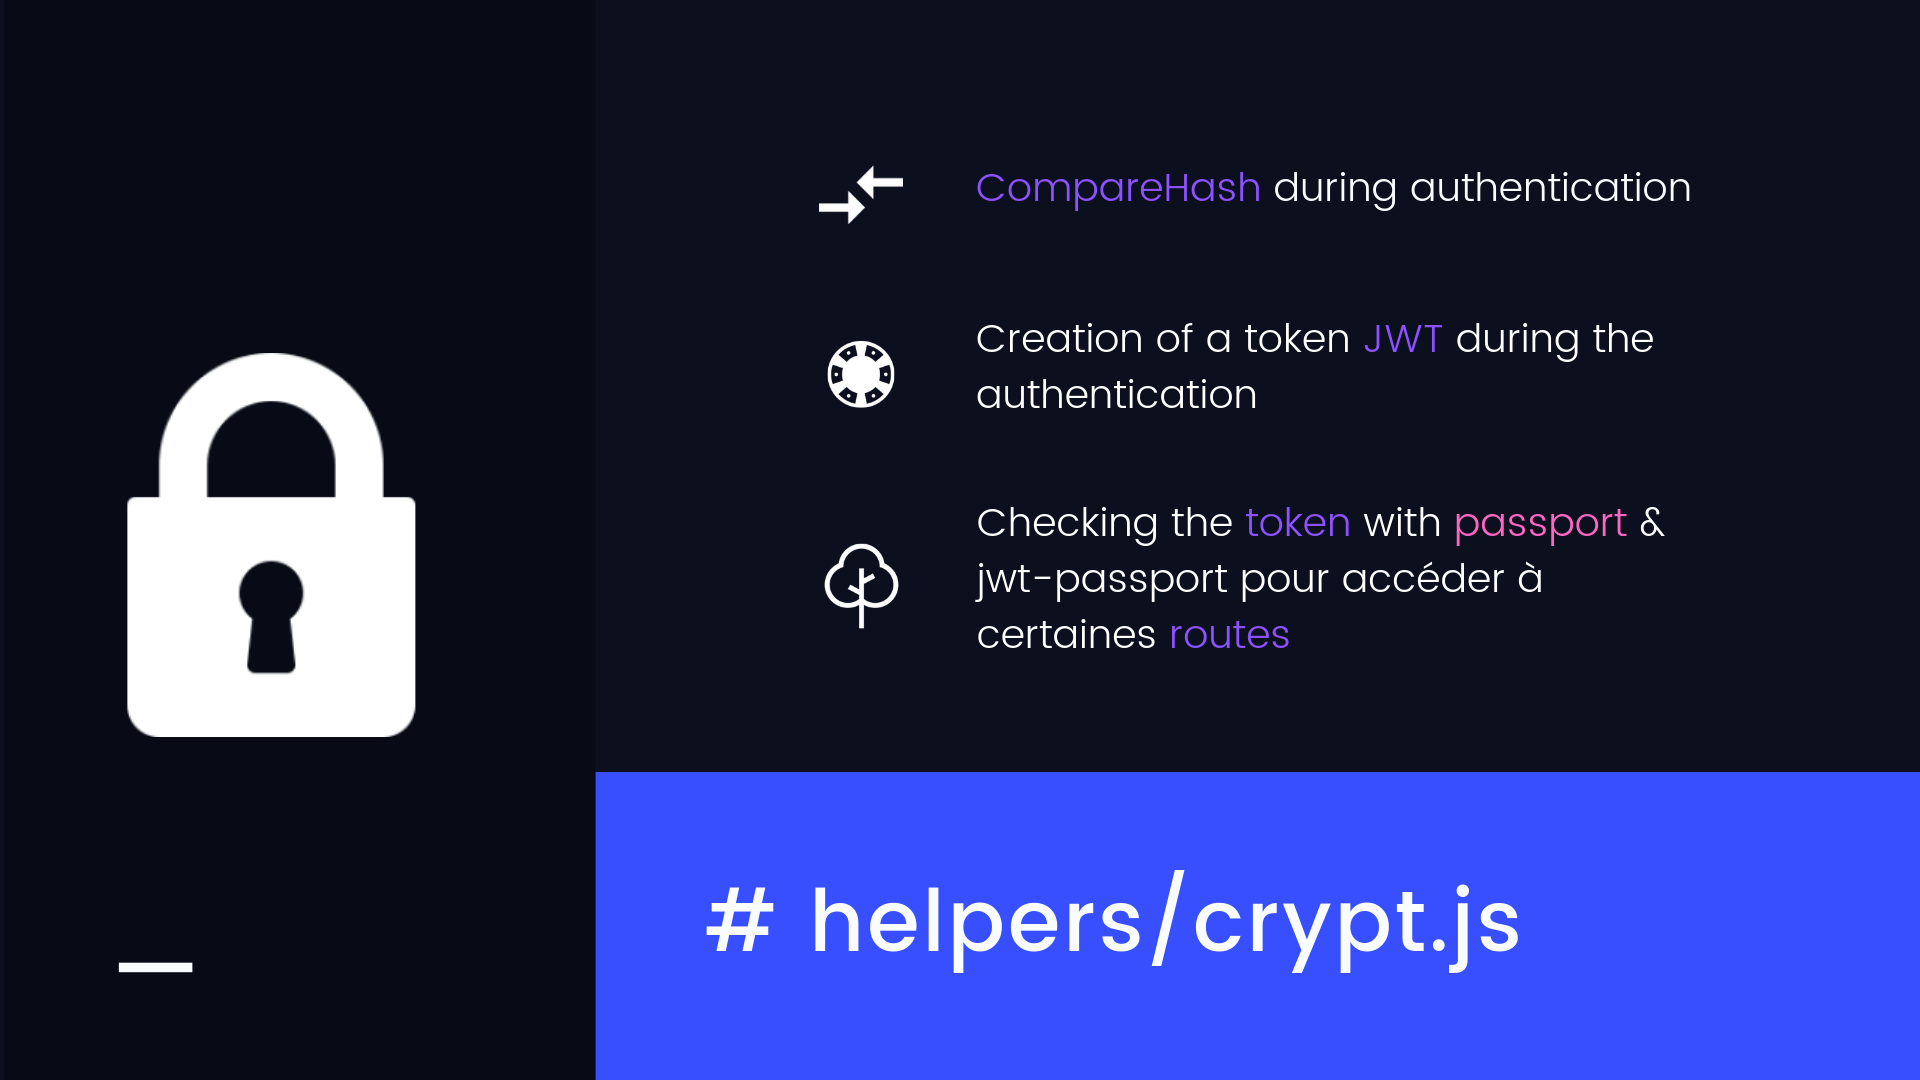 CompareHash during authentication
Creation of a token JWT during the
authentication
Checking the token with passport &
jwt-passport pour accéder à
certaines routes
# helpers/crypt.js